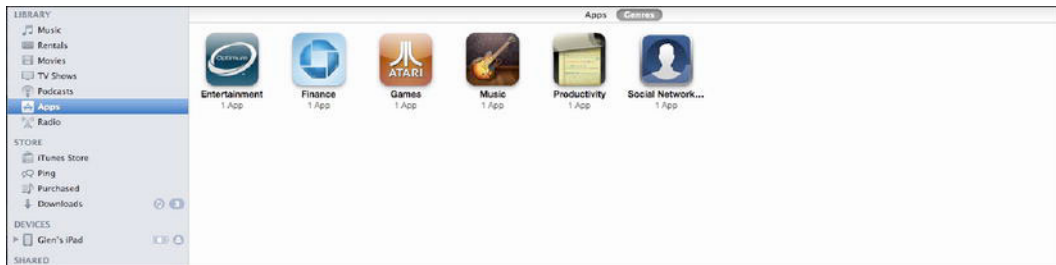 LIBRARY
Music
Rentals
Movies
TV Shows
Podcasts
Apps
Radio
STORE
iTunes Store
Ping
Purchased
Downloads
DEVICES
Glen's iPad
SHARED
Apps Genres
Optimum
ATARI
Entertainment Finance Games Music Productivity Social Network...
1 App 1 App 1 App 1 App 1 App 1 App